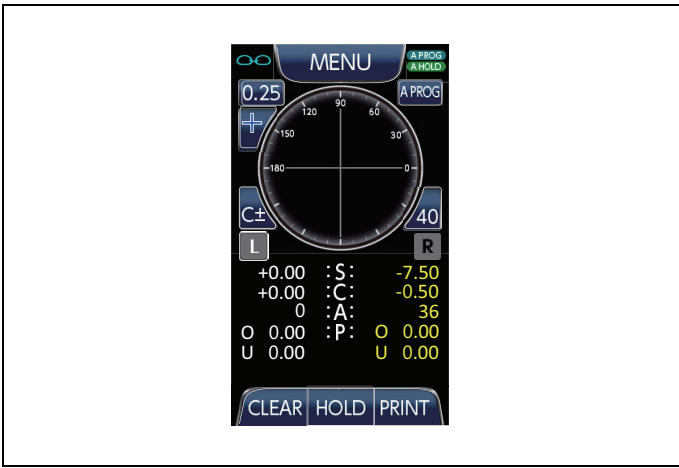 MENU
A PROG
A HOLD
0.25
A PROG
120 90 60
150 30
180 0
C± 40
L R
+0.00 :S: -7.50
+0.00 :C: -0.50
0 :A: 36
O 0.00 :P: O 0.00
U 0.00 U 0.00
CLEAR HOLD PRINT